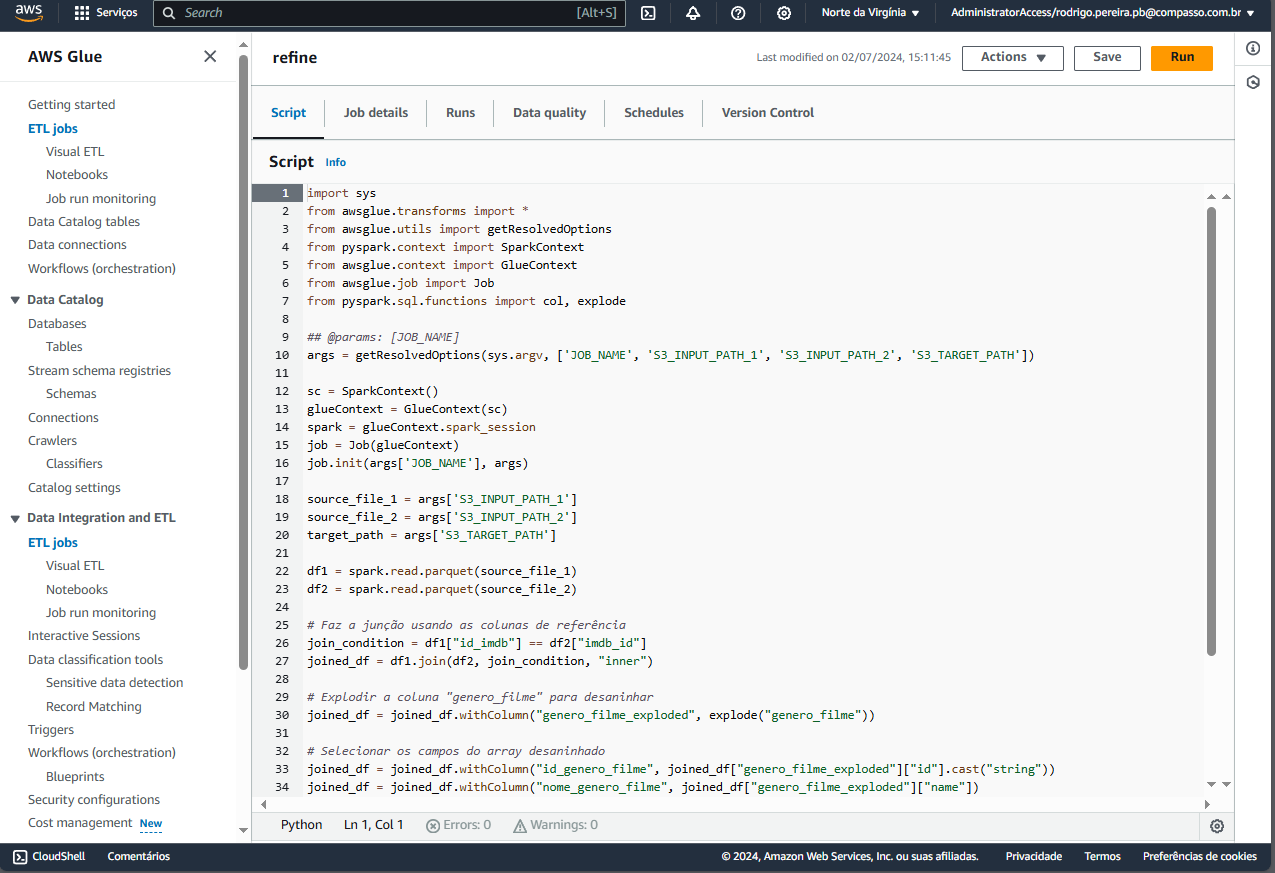 aws
Serviços
Search
[Alt+S]
Norte da Virgínia
AdministratorAccess/rodrigo.pereira.pb@compasso.com.br
AWS Glue
Getting started
ETL jobs
Visual ETL
Notebooks
Job run monitoring
Data Catalog tables
Data connections
Workflows (orchestration)
Data Catalog
Databases
Tables
Stream schema registries
Schemas
Connections
Crawlers
Classifiers
Catalog settings
Data Integration and ETL
ETL jobs
Visual ETL
Notebooks
Job run monitoring
Interactive Sessions
Data classification tools
Sensitive data detection
Record Matching
Triggers
Workflows (orchestration)
Blueprints
Security configurations
Cost management New
refine
Last modified on 02/07/2024, 15:11:45
Actions
Save
Run
Script
Job details
Runs
Data quality
Schedules
Version Control
Script Info
1 import sys
2 from awsglue.transforms import *
3 from awsglue.utils import getResolvedOptions
4 from pyspark.context import SparkContext
5 from awsglue.context import GlueContext
6 from awsglue.job import Job
7 from pyspark.sql.functions import col, explode
8
9 ## @params: [JOB_NAME]
10 args = getResolvedOptions(sys.argv, ['JOB_NAME', 'S3_INPUT_PATH_1', 'S3_INPUT_PATH_2', 'S3_TARGET_PATH'])
11
12 sc = SparkContext()
13 glueContext = GlueContext(sc)
14 spark = glueContext.spark_session
15 job = Job(glueContext)
16 job.init(args['JOB_NAME'], args)
17
18 source_file_1 = args['S3_INPUT_PATH_1']
19 source_file_2 = args['S3_INPUT_PATH_2']
20 target_path = args['S3_TARGET_PATH']
21
22 df1 = spark.read.parquet(source_file_1)
23 df2 = spark.read.parquet(source_file_2)
24
25 # Faz a junção usando as colunas de referência
26 join_condition = df1["id_imdb"] == df2["imdb_id"]
27 joined_df = df1.join(df2, join_condition, "inner")
28
29 # Explodir a coluna "genero_filme" para desaninhar
30 joined_df = joined_df.withColumn("genero_filme_exploded", explode("genero_filme"))
31
32 # Selecionar os campos do array desaninhado
33 joined_df = joined_df.withColumn("id_genero_filme", joined_df["genero_filme_exploded"]["id"].cast("string"))
34 joined_df = joined_df.withColumn("nome_genero_filme", joined_df["genero_filme_exploded"]["name"])
Python
Ln 1, Col 1
Errors: 0
Warnings: 0
CloudShell
Comentários
© 2024, Amazon Web Services, Inc. ou suas afiliadas.
Privacidade
Termos
Preferências de cookies